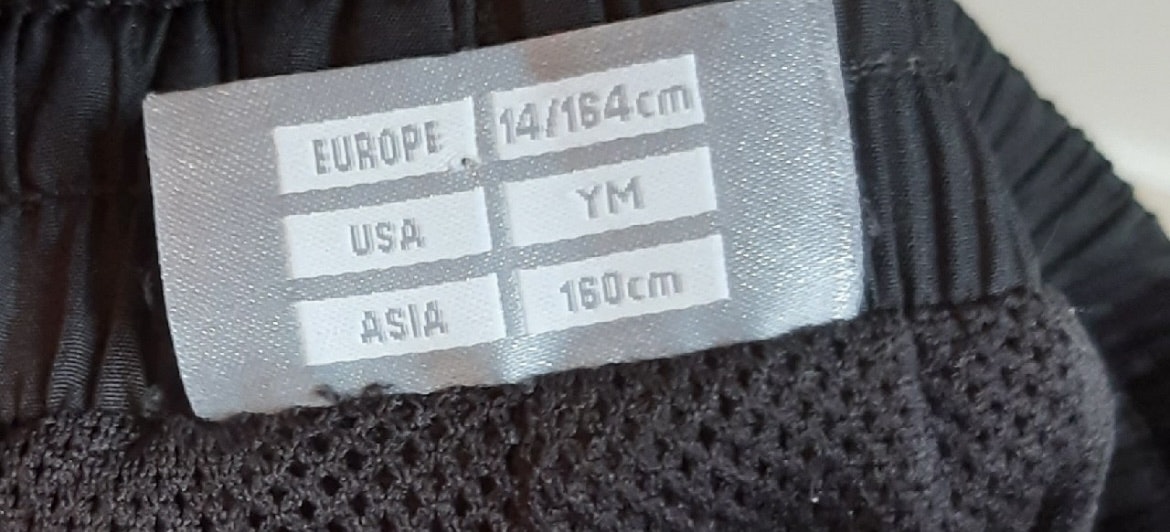 EUROPE 14/164cm
USA YM
ASIA 160cm